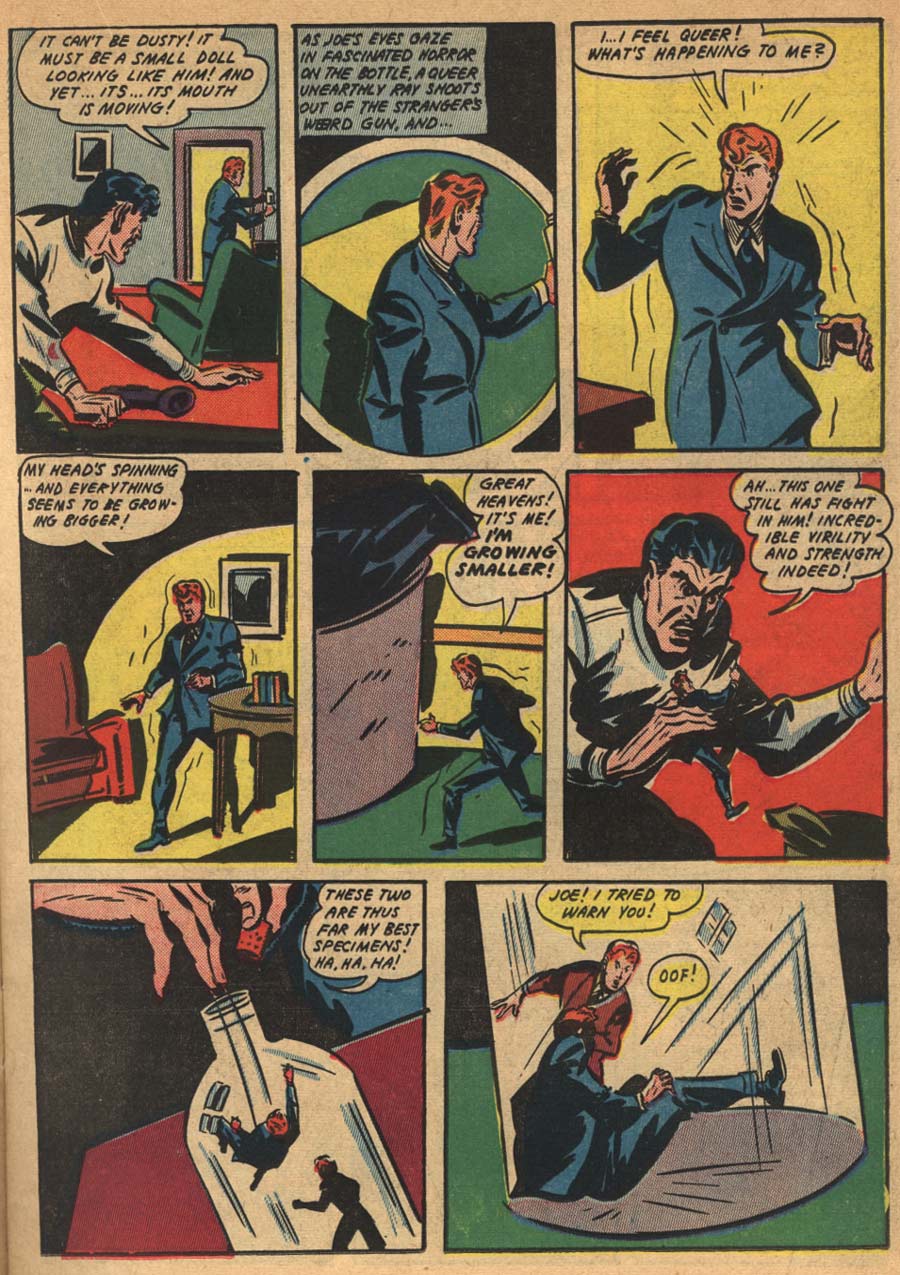 IT CAN'T BE DUSTY! IT
MUST BE A SMALL DOLL
LOOKING LIKE HIM! AND
YET... ITS... ITS MOUTH
IS MOVING!
AS JOE'S EYES GAZE
IN FASCINATED HORROR
ON THE BOTTLE, A QUEER
UNEARTHLY RAY SHOOTS
OUT OF THE STRANGER'S
WEIRD GUN, AND...
I...I FEEL QUEER!
WHAT'S HAPPENING TO ME?
MY HEAD'S SPINNING
...AND EVERYTHING
SEEMS TO BE GROW-
ING BIGGER!
GREAT
HEAVENS!
IT'S ME!
I'M
GROWING
SMALLER!
AH...THIS ONE
STILL HAS FIGHT
IN HIM! INCRED-
IBLE VIRILITY
AND STRENGTH
INDEED!
THESE TWO
ARE THUS
FAR MY BEST
SPECIMENS!
HA, HA, HA!
JOE! I TRIED TO
WARN YOU!
OOF!